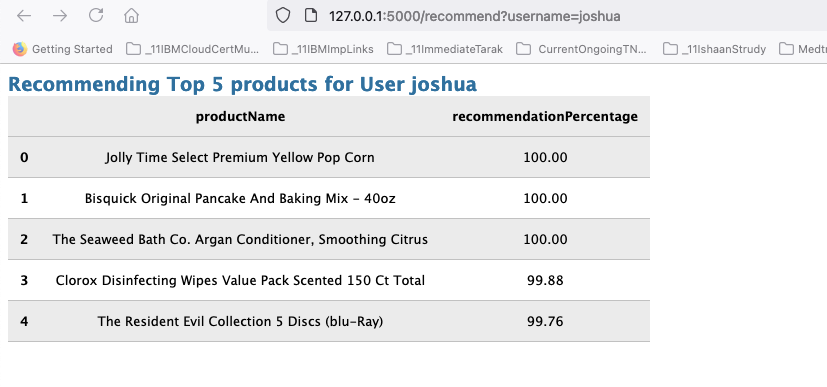 127.0.0.1:5000/recommend?username=joshua
Getting Started _11IBMCloudCertMu... _11IBMImpLinks _11ImmediateTarak CurrentOngoingTN... _11IshaanStrudy Medtr
Recommending Top 5 products for User joshua
productName recommendationPercentage
0 Jolly Time Select Premium Yellow Pop Corn 100.00
1 Bisquick Original Pancake And Baking Mix - 40oz 100.00
2 The Seaweed Bath Co. Argan Conditioner, Smoothing Citrus 100.00
3 Clorox Disinfecting Wipes Value Pack Scented 150 Ct Total 99.88
4 The Resident Evil Collection 5 Discs (blu-Ray) 99.76